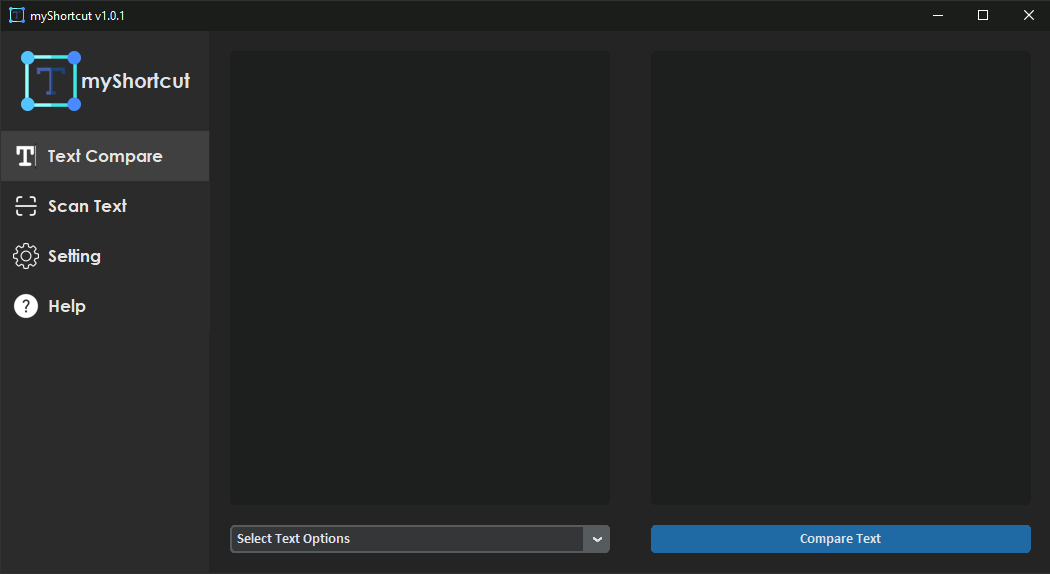 myShortcut v1.0.1
T myShortcut
Text Compare
Scan Text
Setting
Help
Select Text Options
Compare Text